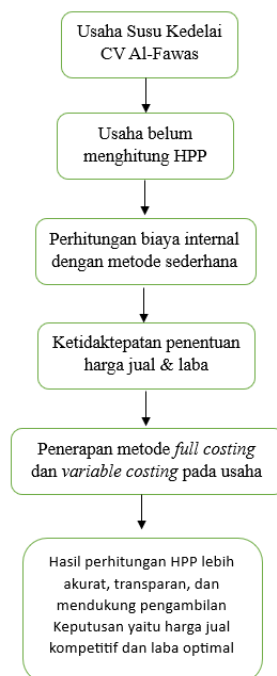 Usaha Susu Kedelai
CV Al-Fawas
Usaha belum
menghitung HPP
Perhitungan biaya internal
dengan metode sederhana
Ketidaktepatan penentuan
harga jual & laba
Penerapan metode full costing
dan variable costing pada usaha
Hasil perhitungan HPP lebih
akurat, transparan, dan
mendukung pengambilan
Keputusan yaitu harga jual
kompetitif dan laba optimal